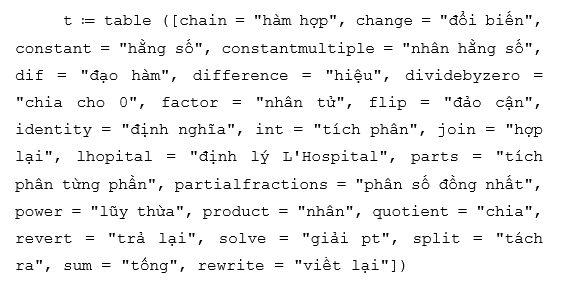 t ≔ table ([chain = "hàm hợp", change = "đổi biến",
constant = "hằng số", constantmultiple = "nhân hằng số",
dif = "đạo hàm", difference = "hiệu", dividebyzero =
"chia cho 0", factor = "nhân tử", flip = "đảo cận",
identity = "định nghĩa", int = "tích phân", join = "hợp
lại", lhopital = "định lý L'Hospital", parts = "tích
phân từng phần", partialfractions = "phân số đồng nhất",
power = "lũy thừa", product = "nhân", quotient = "chia",
revert = "trả lại", solve = "giải pt", split = "tách
ra", sum = "tổng", rewrite = "viết lại"])